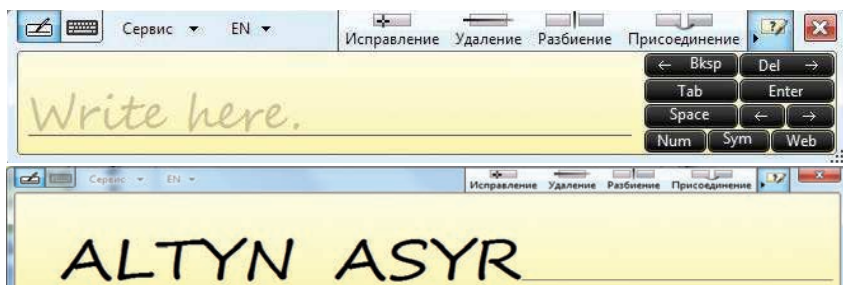 Сервис EN Исправление Удаление Разбиение Присоединение
← Bksp Del →
Tab Enter
Write here.
Space ← →
Num Sym Web
Сервис EN Исправление Удаление Разбиение Присоединение
ALTYN ASYR